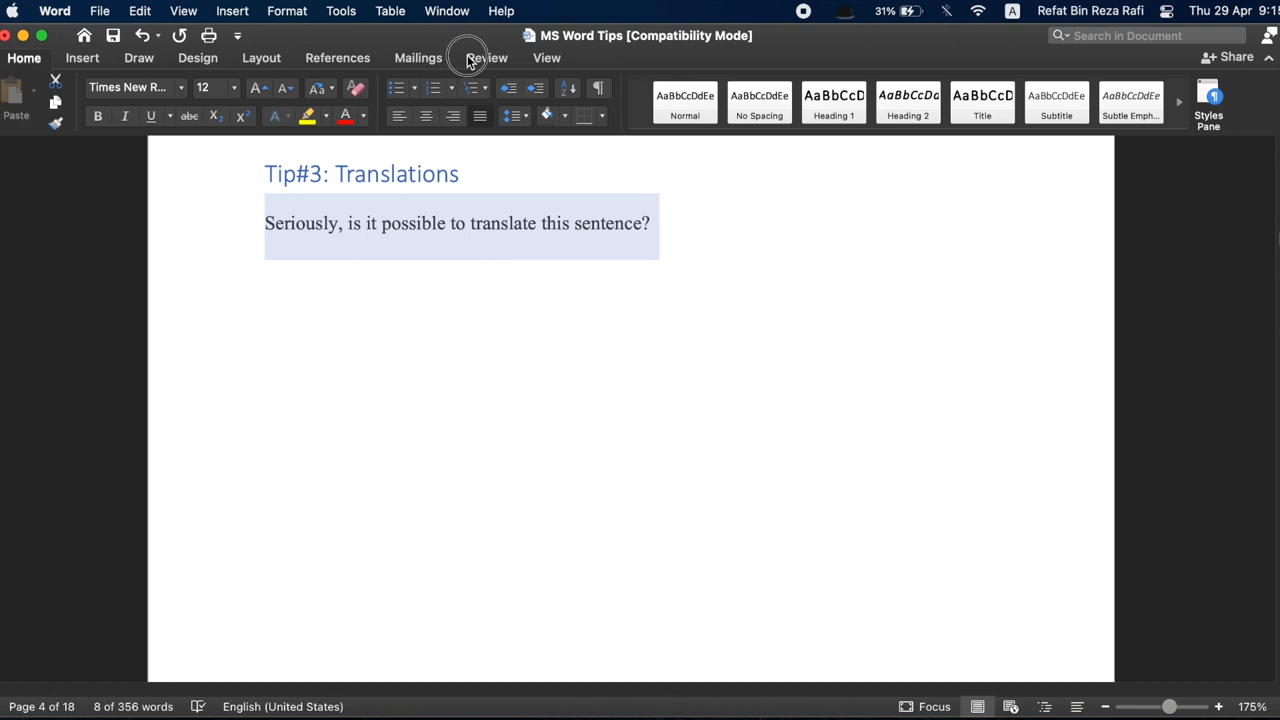 Word File Edit View Insert Format Tools Table Window Help 31% A Refat Bin Reza Rafi Thu 29 Apr 9:15
MS Word Tips [Compatibility Mode] Search in Document
Home Insert Draw Design Layout References Mailings Review View Share
Paste Times New R... 12 AaBbCcDdEe AaBbCcDdEe AaBbCcD AaBbCcDd AaBbCcD AaBbCcDdEe AaBbCcDdEe
B I U abc X₂ X² A A Normal No Spacing Heading 1 Heading 2 Title Subtitle Subtle Emph... Styles Pane
Tip#3: Translations
Seriously, is it possible to translate this sentence?
Page 4 of 18 8 of 356 words English (United States) Focus 175%